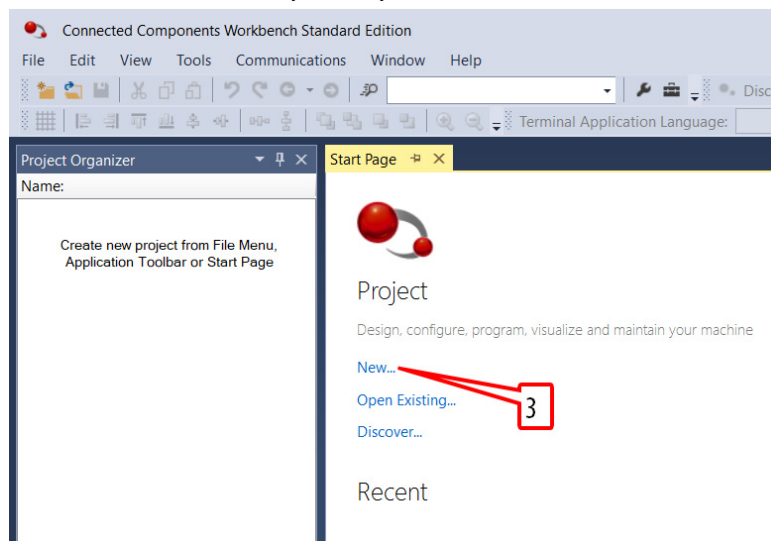 Connected Components Workbench Standard Edition
File Edit View Tools Communications Window Help
Disc
Terminal Application Language:
Project Organizer
Start Page
Name:
Create new project from File Menu,
Application Toolbar or Start Page
Project
Design, configure, program, visualize and maintain your machine
New...
3
Open Existing...
Discover...
Recent